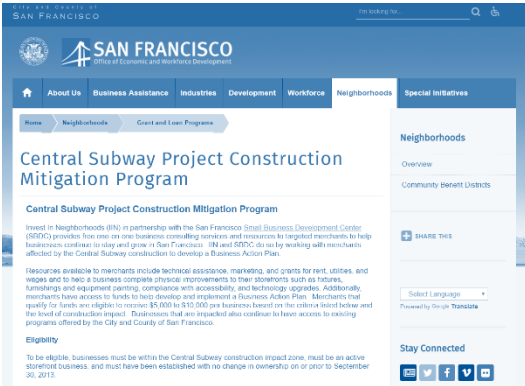 City and County of
SAN FRANCISCO
I'm looking for...
SAN FRANCISCO
Office of Economic and Workforce Development
About Us Business Assistance Industries Development Workforce Neighborhoods Special Initiatives
Home Neighborhoods Grant and Loan Programs
Central Subway Project Construction
Mitigation Program
Central Subway Project Construction Mitigation Program
Invest In Neighborhoods (IIN) in partnership with the San Francisco Small Business Development Center
(SBDC) provides free one on one business consulting services and resources to targeted merchants to help
businesses continue to stay and grow in San Francisco. IIN and SBDC do so by working with merchants
affected by the Central Subway construction to develop a Business Action Plan.
Resources available to merchants include technical assistance, marketing, and grants for rent, utilities, and
wages and to help a business complete physical improvements to their storefronts such as fixtures,
furnishings and equipment painting, compliance with accessibility, and technology upgrades. Additionally,
merchants have access to funds to help develop and implement a Business Action Plan. Merchants that
qualify for funds are eligible to receive $5,000 to $10,000 per business based on the criteria listed below and
the level of construction impact. Businesses that are impacted also continue to have access to existing
programs offered by the City and County of San Francisco.
Eligibility
To be eligible, businesses must be within the Central Subway construction impact zone, must be an active
storefront business, and must have been established with no change in ownership on or prior to September
30, 2013.
Neighborhoods
Overview
Community Benefit Districts
SHARE THIS
Select Language
Powered by Google Translate
Stay Connected